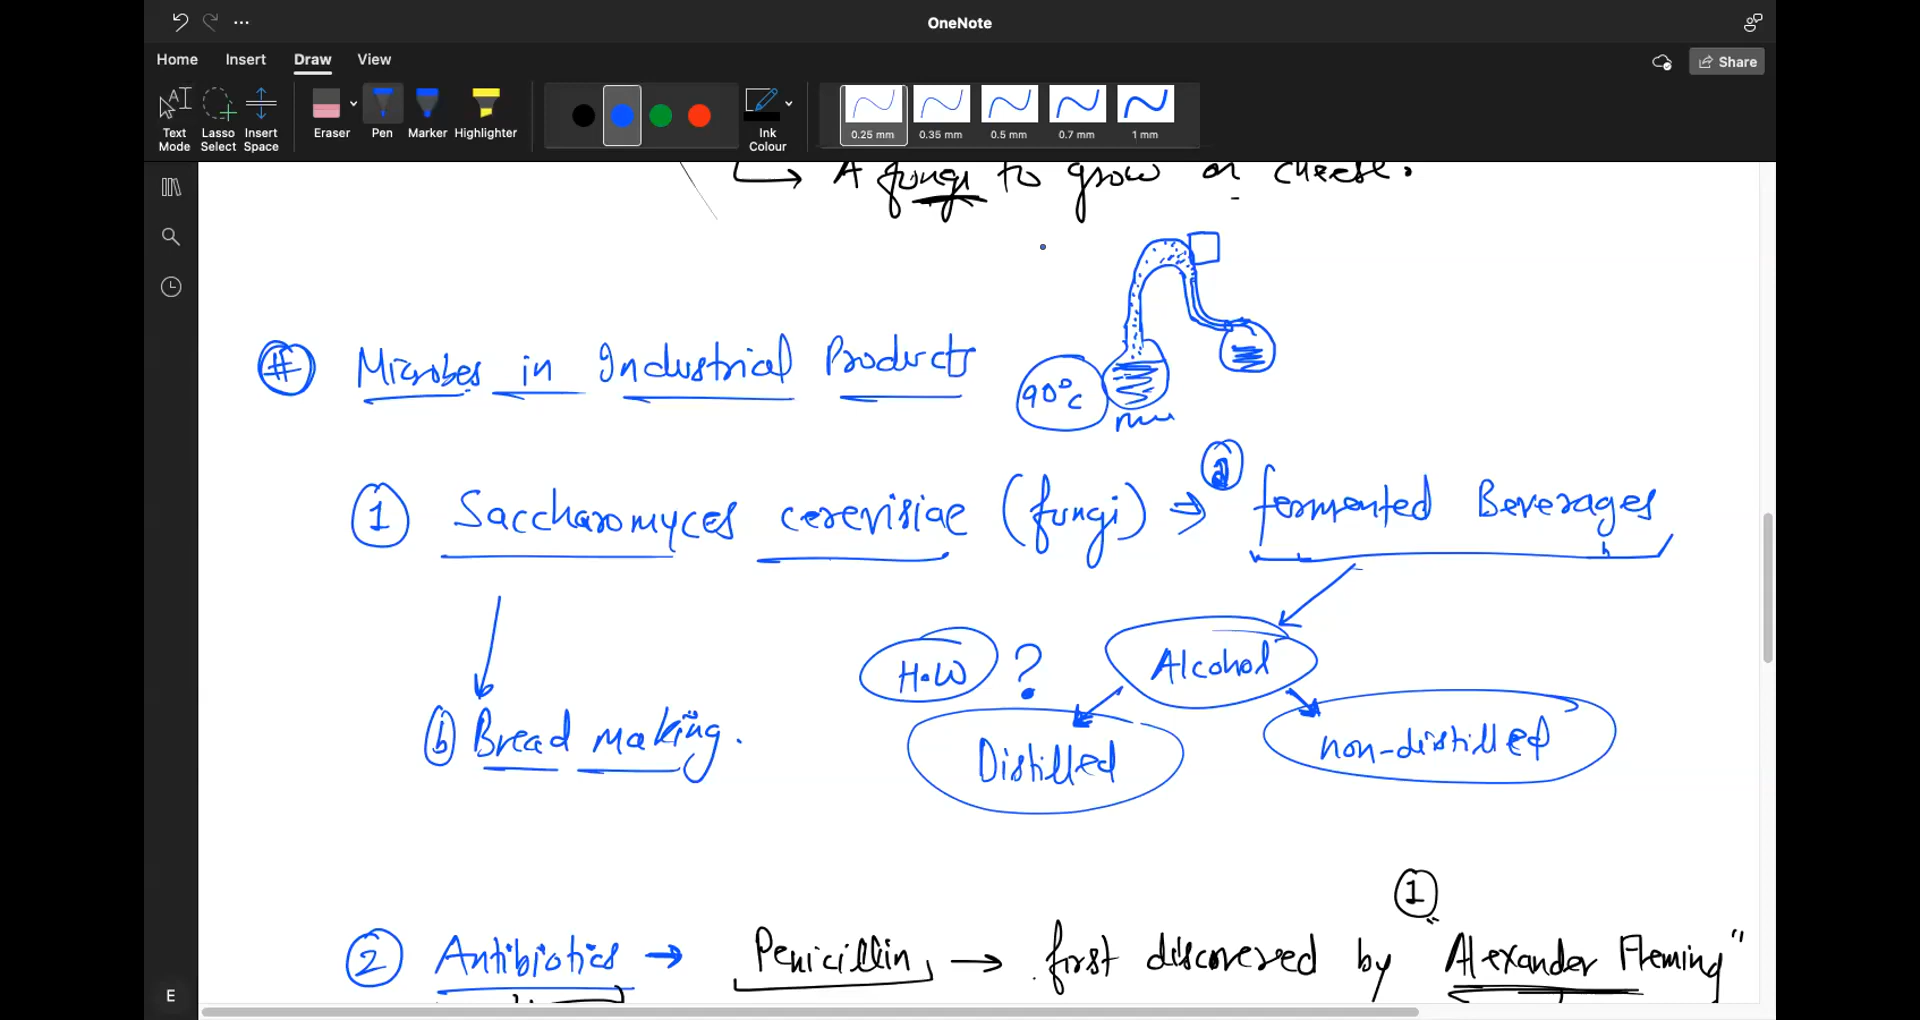 OneNote
Home Insert Draw View
Share
Text Mode
Lasso Select
Insert Space
Eraser
Pen
Marker
Highlighter
Ink Colour
0.25 mm
0.35 mm
0.5 mm
0.7 mm
1 mm
↳ A fungi to grow on cheese.
# Microbes in Industrial Products
90°C
① Saccharomyces cerevisiae (fungi) → ⓐ fermented Beverages
H.W ? Alcohol
ⓑ Bread making.
Distilled non-distilled
①
② Antibiotics → Penicillin → first discovered by Alexander Fleming"
E